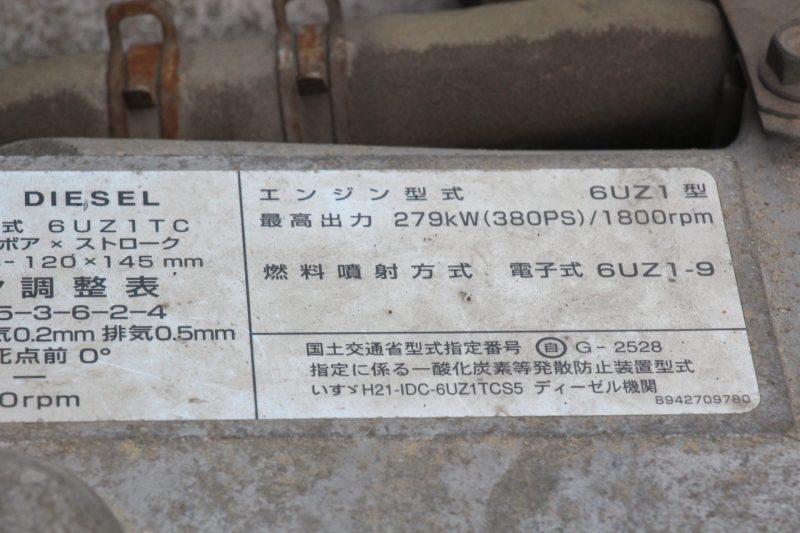 DIESEL
式 6UZ1TC
ボア × ストローク
- 120 × 145 mm
調整表
5-3-6-2-4
気0.2mm 排気0.5mm
死点前 0°
0rpm
エンジン型式 6UZ1 型
最高出力 279kW(380PS)/1800rpm
燃料噴射方式 電子式 6UZ1-9
国土交通省型式指定番号 自 G-2528
指定に係る一酸化炭素等発散防止装置型式
いすゞH21-IDC-6UZ1TCS5 ディーゼル機関
8942709780